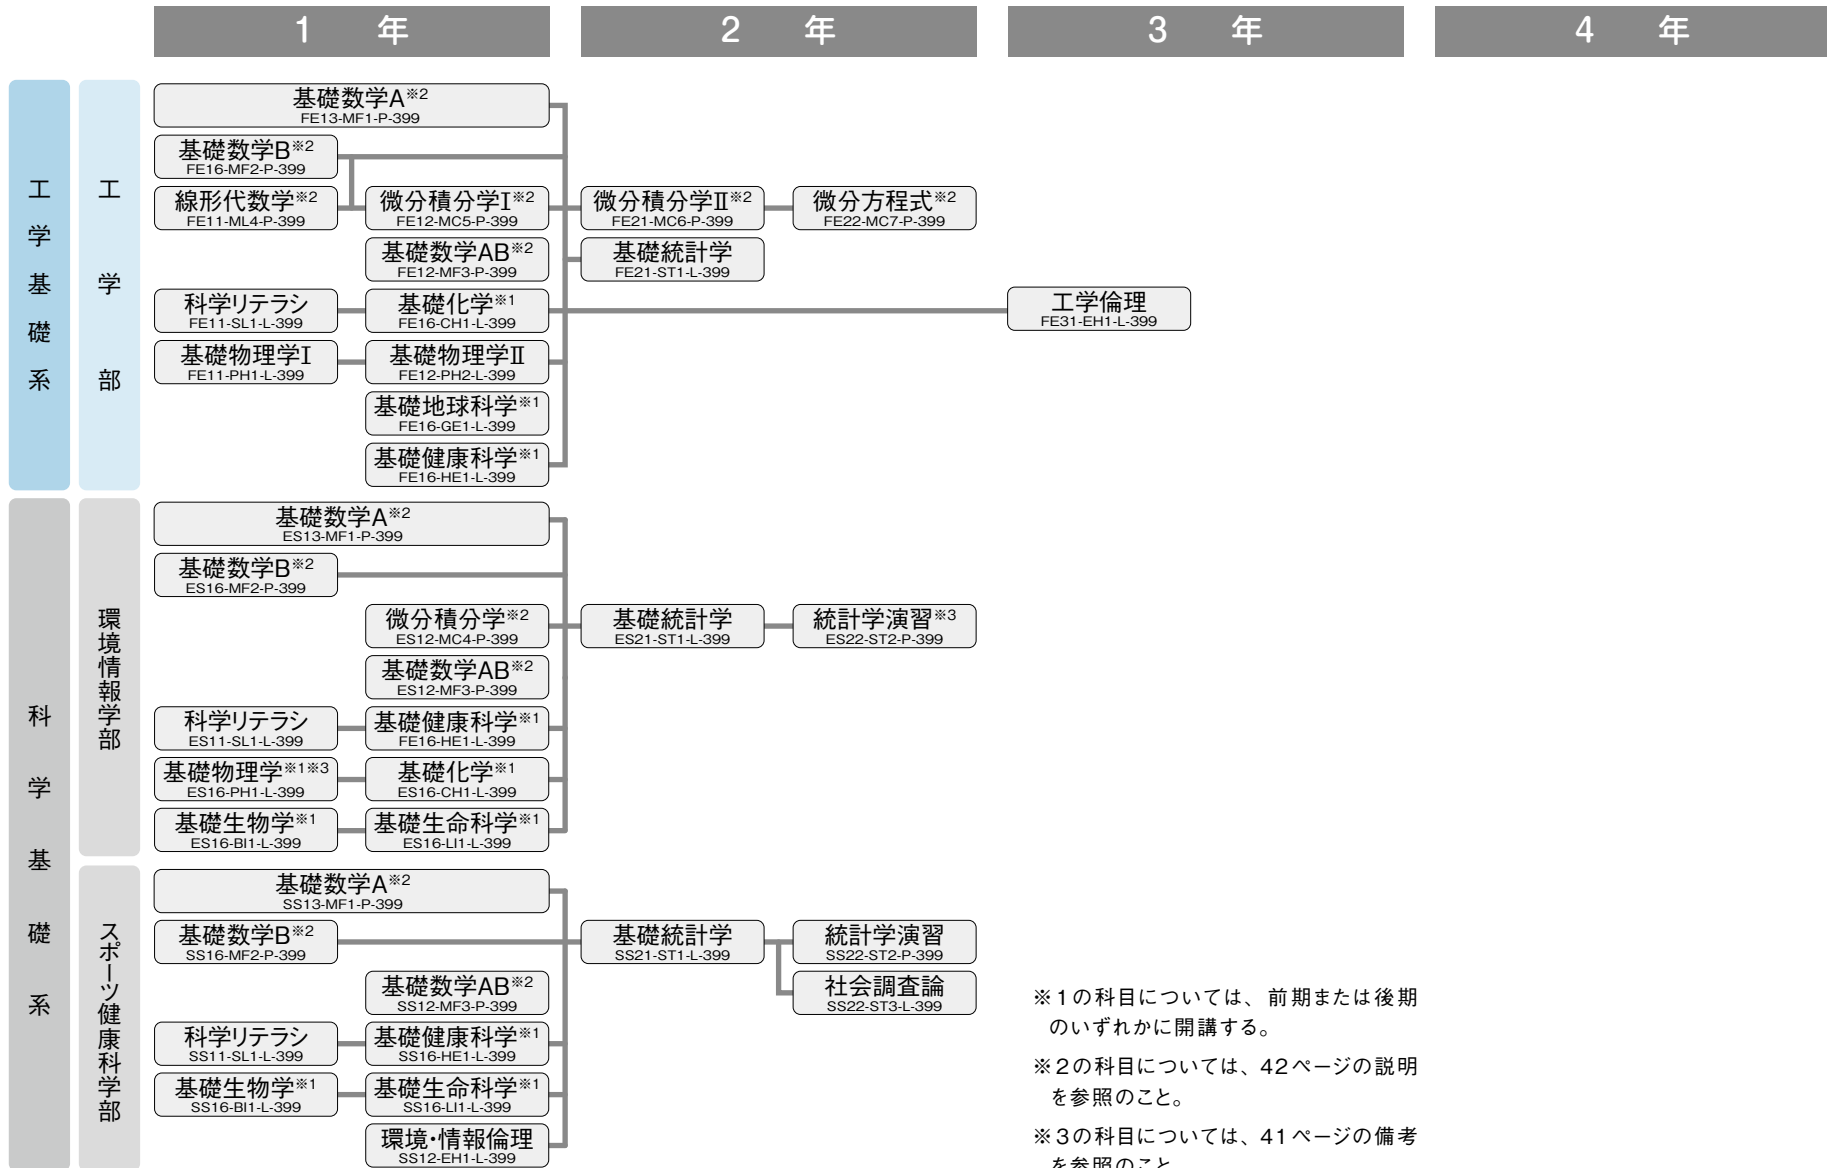 1 年
2 年
3 年
4 年
工学基礎系
工学部
基礎数学A※2
FE13-MF1-P-399
基礎数学B※2
FE16-MF2-P-399
線形代数学※2
FE11-ML4-P-399
微分積分学Ⅰ※2
FE12-MC5-P-399
微分積分学Ⅱ※2
FE21-MC6-P-399
微分方程式※2
FE22-MC7-P-399
基礎数学AB※2
FE12-MF3-P-399
基礎統計学
FE21-ST1-L-399
科学リテラシ
FE11-SL1-L-399
基礎化学※1
FE16-CH1-L-399
工学倫理
FE31-EH1-L-399
基礎物理学Ⅰ
FE11-PH1-L-399
基礎物理学Ⅱ
FE12-PH2-L-399
基礎地球科学※1
FE16-GE1-L-399
基礎健康科学※1
FE16-HE1-L-399
科学基礎系
環境情報学部
基礎数学A※2
ES13-MF1-P-399
基礎数学B※2
ES16-MF2-P-399
微分積分学※2
ES12-MC4-P-399
基礎統計学
ES21-ST1-L-399
統計学演習※3
ES22-ST2-P-399
基礎数学AB※2
ES12-MF3-P-399
科学リテラシ
ES11-SL1-L-399
基礎健康科学※1
FE16-HE1-L-399
基礎物理学※1※3
ES16-PH1-L-399
基礎化学※1
ES16-CH1-L-399
基礎生物学※1
ES16-BI1-L-399
基礎生命科学※1
ES16-LI1-L-399
スポーツ健康科学部
基礎数学A※2
SS13-MF1-P-399
基礎数学B※2
SS16-MF2-P-399
基礎統計学
SS21-ST1-L-399
統計学演習
SS22-ST2-P-399
基礎数学AB※2
SS12-MF3-P-399
社会調査論
SS22-ST3-L-399
科学リテラシ
SS11-SL1-L-399
基礎健康科学※1
SS16-HE1-L-399
基礎生物学※1
SS16-BI1-L-399
基礎生命科学※1
SS16-LI1-L-399
環境・情報倫理
SS12-EH1-L-399
※1の科目については、前期または後期
のいずれかに開講する。
※2の科目については、42ページの説明
を参照のこと。
※3の科目については、41ページの備考
を参照のこと